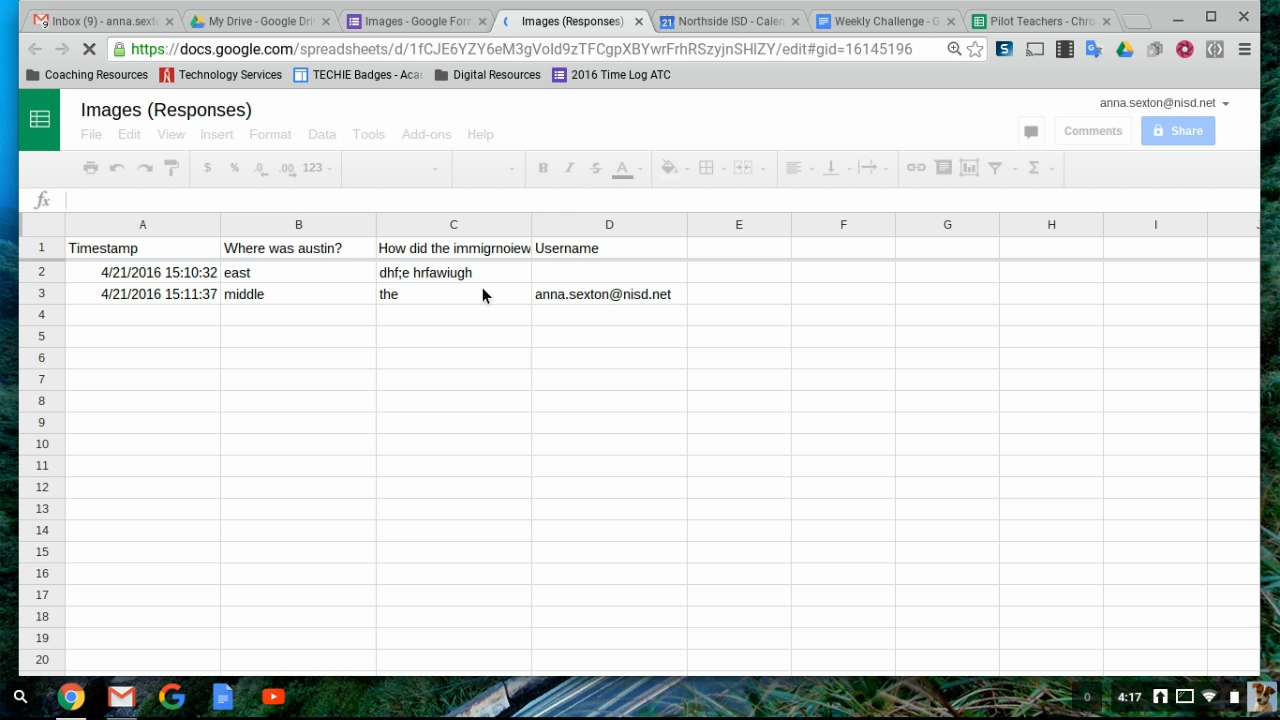 Inbox (9) - anna.sext
My Drive - Google Dri
Images - Google Forr
Images (Responses)
Northside ISD - Calen
Weekly Challenge - G
Pilot Teachers - Chro
https://docs.google.com/spreadsheets/d/1fCJE6YZY6eM3gVold9zTFCgpXBYwrFrhRSzyjnSHIZY/edit#gid=16145196
Coaching Resources
Technology Services
TECHIE Badges - Aca
Digital Resources
2016 Time Log ATC
Images (Responses)
anna.sexton@nisd.net
File Edit View Insert Format Data Tools Add-ons Help
Comments
Share
$ % .0 .00 123
B I S A
fx
A B C D E F G H I J
1 Timestamp Where was austin? How did the immigrnoiew Username
2 4/21/2016 15:10:32 east dhf;e hrfawiugh
3 4/21/2016 15:11:37 middle the anna.sexton@nisd.net
4
5
6
7
8
9
10
11
12
13
14
15
16
17
18
19
20
0 4:17